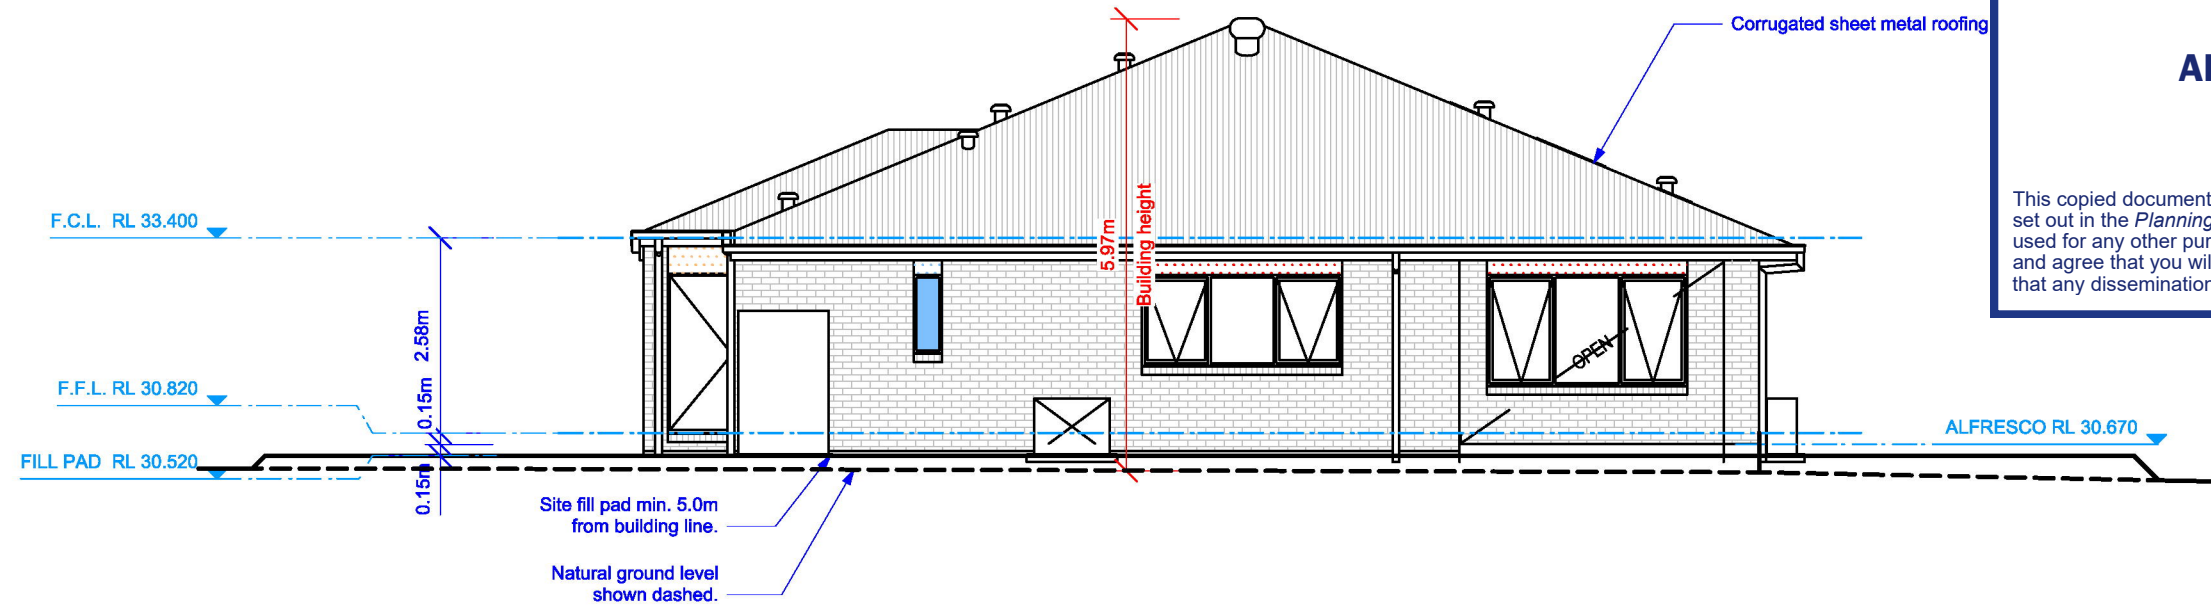 Corrugated sheet metal roofing
This copied document
set out in the Planning
used for any other pur
and agree that you wil
that any dissemination
F.C.L. RL 33.400
5.97m
Building height
2.58m
F.F.L. RL 30.820
0.15m
OPEN
ALFRESCO RL 30.670
FILL PAD RL 30.520
0.15m
Site fill pad min. 5.0m
from building line.
Natural ground level
shown dashed.